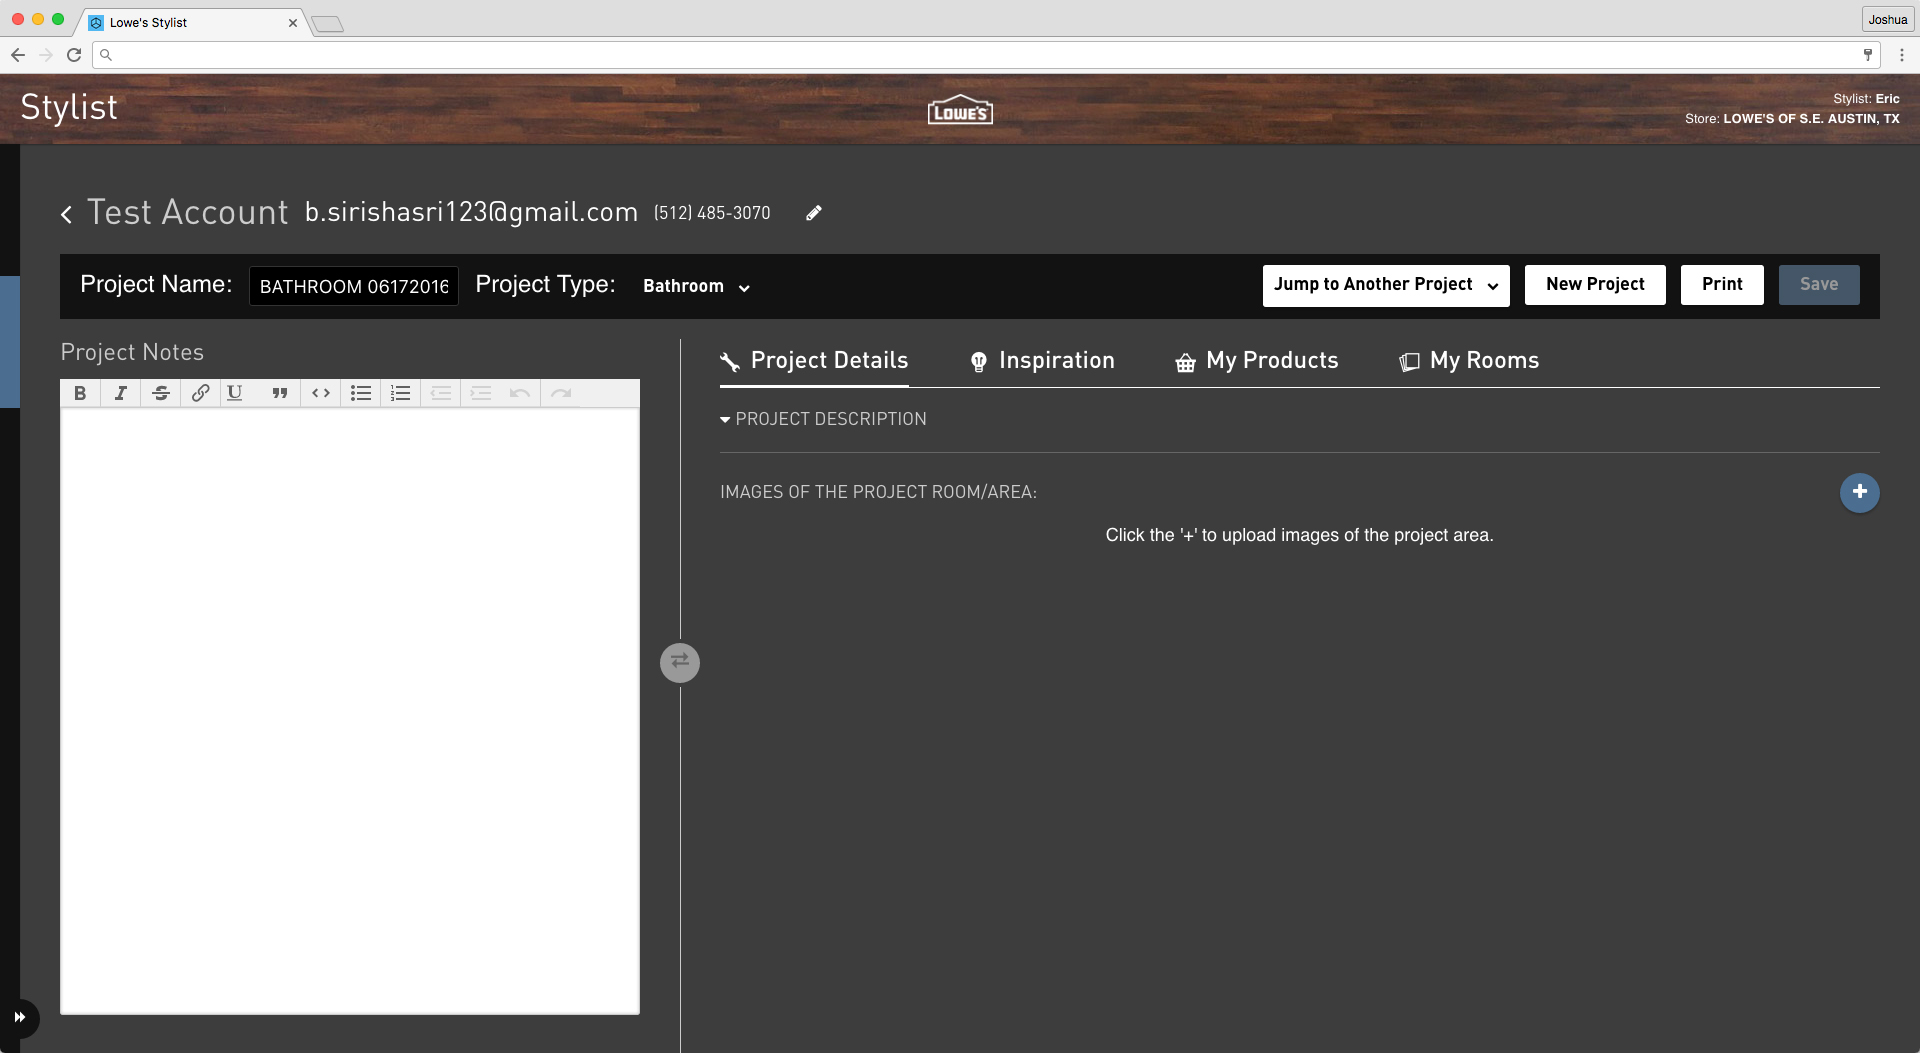 Lowe's Stylist
Joshua
Stylist
LOWE'S
Stylist: Eric
Store: LOWE'S OF S.E. AUSTIN, TX
Test Account b.sirishasri123@gmail.com (512) 485-3070
Project Name: BATHROOM 06172016 Project Type: Bathroom
Jump to Another Project New Project Print Save
Project Notes
Project Details Inspiration My Products My Rooms
PROJECT DESCRIPTION
IMAGES OF THE PROJECT ROOM/AREA:
Click the '+' to upload images of the project area.